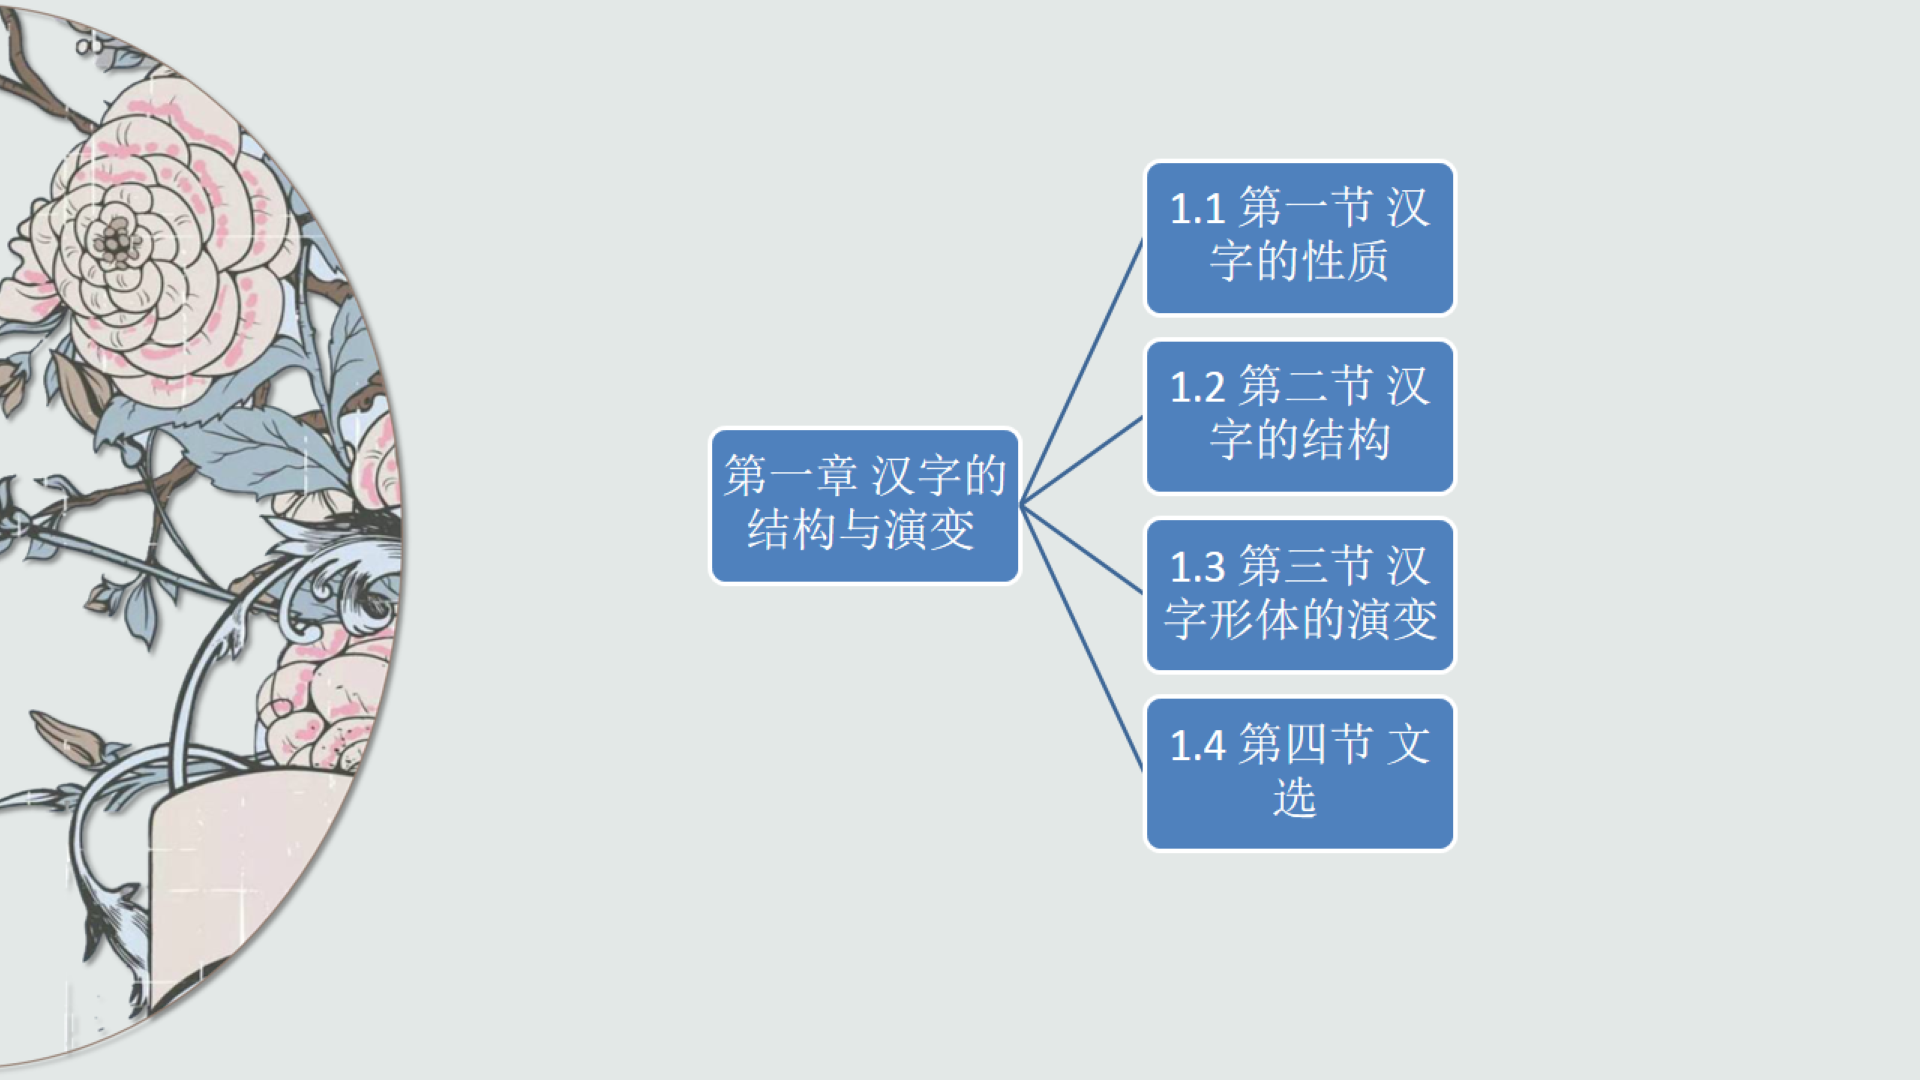 第一章 汉字的
结构与演变
1.1 第一节 汉
字的性质
1.2 第二节 汉
字的结构
1.3 第三节 汉
字形体的演变
1.4 第四节 文
选